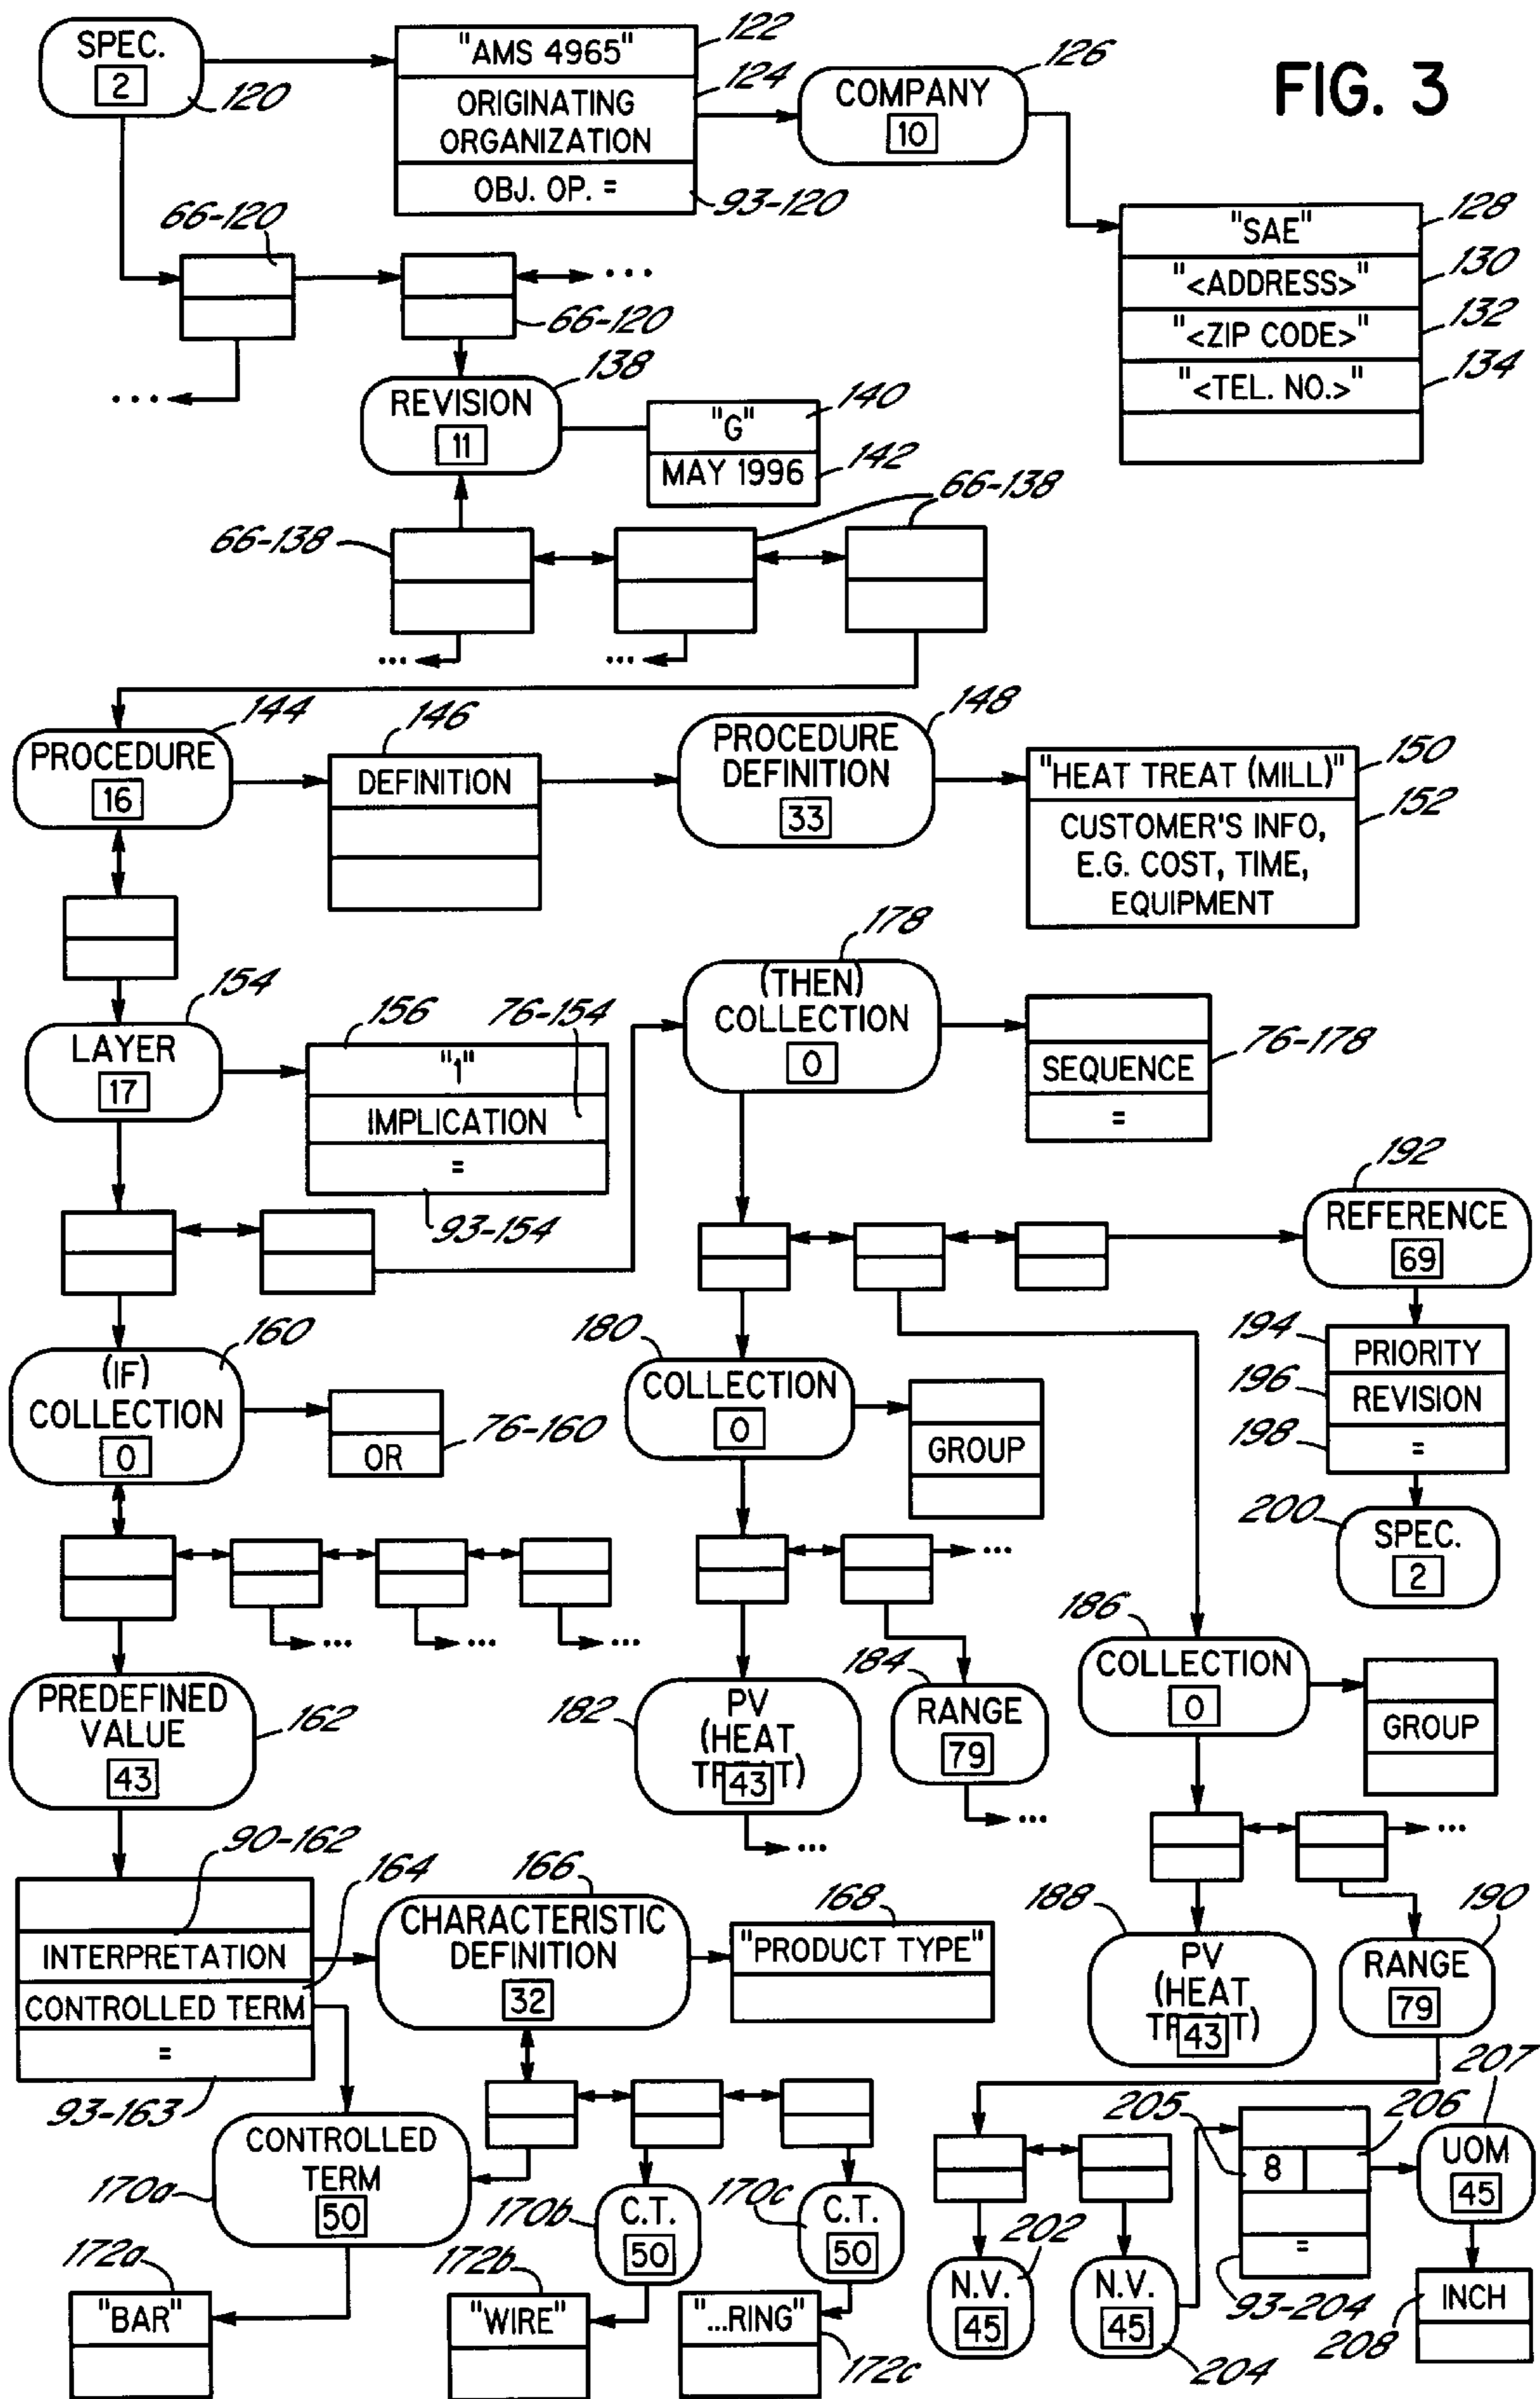 FIG. 3
SPEC.
2
120
"AMS 4965"
122
ORIGINATING
ORGANIZATION
124
OBJ. OP. =
93-120
COMPANY
10
126
"SAE"
128
"<ADDRESS>"
130
"<ZIP CODE>"
132
"<TEL. NO.>"
134
66-120
...
66-120
...
REVISION
11
138
"G"
140
MAY 1996
142
66-138
66-138
...
...
PROCEDURE
16
144
146
DEFINITION
PROCEDURE
DEFINITION
33
148
"HEAT TREAT (MILL)"
150
CUSTOMER'S INFO,
E.G. COST, TIME,
EQUIPMENT
152
LAYER
17
154
156
76-154
"1"
IMPLICATION
=
93-154
178
(THEN)
COLLECTION
0
SEQUENCE
=
76-178
192
REFERENCE
69
194
PRIORITY
196
REVISION
198
=
200
SPEC.
2
160
(IF)
COLLECTION
0
OR
76-160
180
COLLECTION
0
GROUP
...
...
...
...
PREDEFINED
VALUE
43
162
182
PV
(HEAT
TREAT)
43
...
184
RANGE
79
...
186
COLLECTION
0
GROUP
...
188
PV
(HEAT
TREAT)
43
190
RANGE
79
90-162
164
INTERPRETATION
CONTROLLED TERM
=
93-163
166
CHARACTERISTIC
DEFINITION
32
168
"PRODUCT TYPE"
CONTROLLED
TERM
50
170a
172a
"BAR"
170b
C.T.
50
172b
"WIRE"
170c
C.T.
50
"...RING"
172c
202
N.V.
45
N.V.
45
204
205
206
8
=
93-204
207
UOM
45
INCH
208